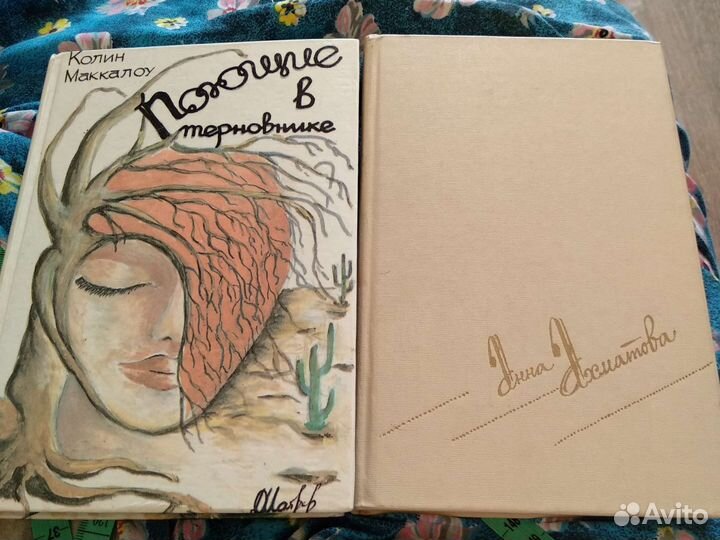 Колин
Маккалоу
Поющие
в
терновнике
Анна Ахматова
Avito